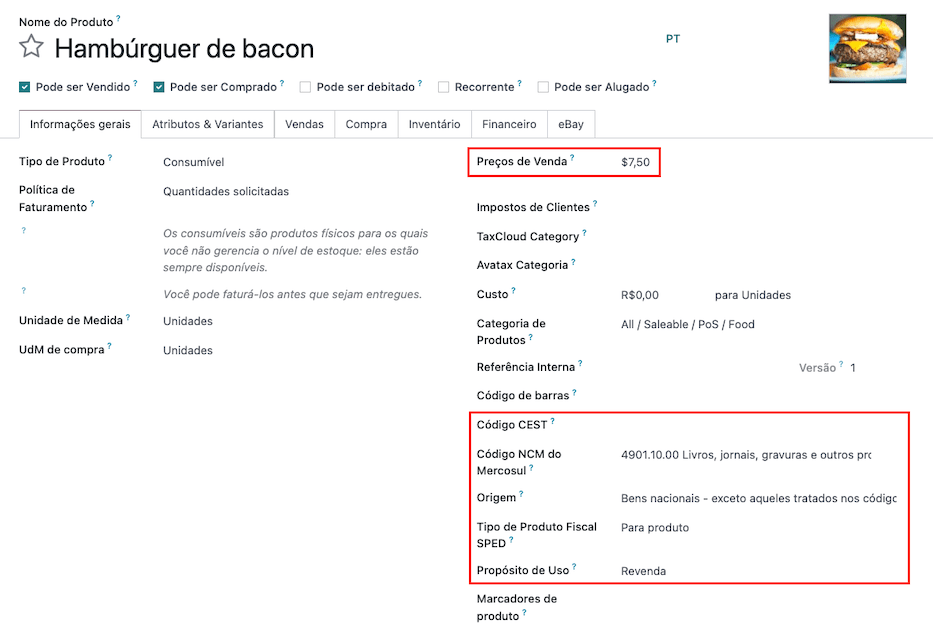 Nome do Produto ?
Hambúrguer de bacon
PT
Pode ser Vendido ? Pode ser Comprado ? Pode ser debitado ? Recorrente ? Pode ser Alugado ?
Informações gerais Atributos & Variantes Vendas Compra Inventário Financeiro eBay
Tipo de Produto ? Consumível
Política de
Faturamento ? Quantidades solicitadas
? Os consumíveis são produtos físicos para os quais
você não gerencia o nível de estoque: eles estão
sempre disponíveis.
? Você pode faturá-los antes que sejam entregues.
Unidade de Medida ? Unidades
UdM de compra ? Unidades
Preços de Venda ? $7,50
Impostos de Clientes ?
TaxCloud Category ?
Avatax Categoria ?
Custo ? R$0,00 para Unidades
Categoria de
Produtos ? All / Saleable / PoS / Food
Referência Interna ? Versão ? 1
Código de barras ?
Código CEST ?
Código NCM do
Mercosul ? 4901.10.00 Livros, jornais, gravuras e outros pro
Origem ? Bens nacionais - exceto aqueles tratados nos código
Tipo de Produto Fiscal
SPED ? Para produto
Propósito de Uso ? Revenda
Marcadores de
produto ?